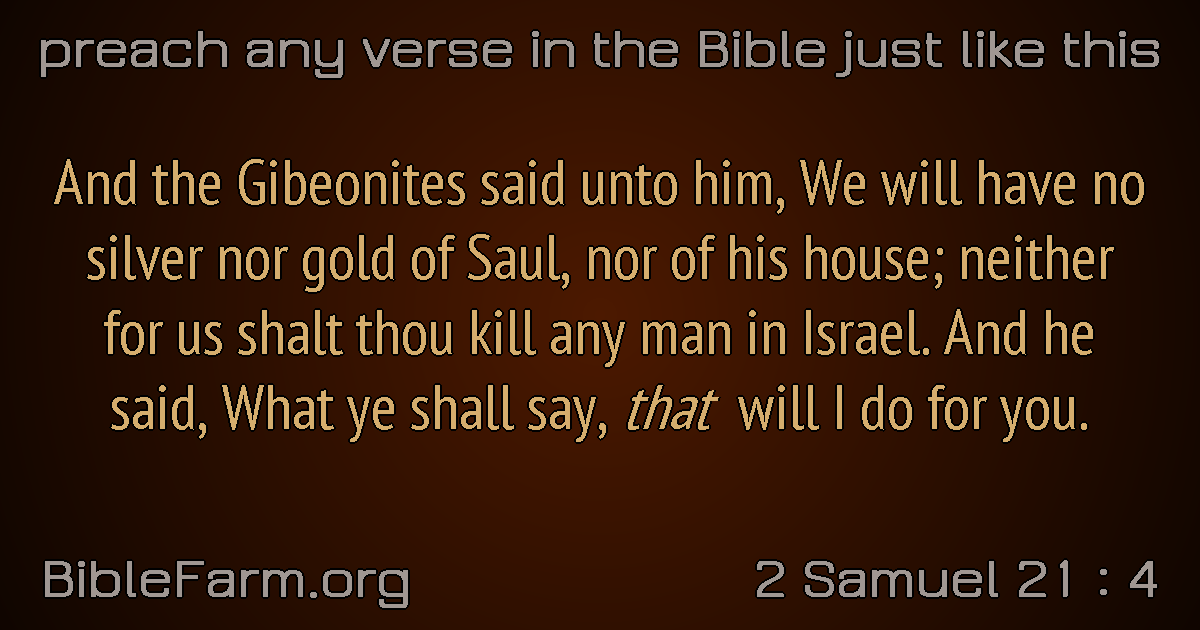 preach any verse in the Bible just like this
And the Gibeonites said unto him, We will have no
silver nor gold of Saul, nor of his house; neither
for us shalt thou kill any man in Israel. And he
said, What ye shall say, that will I do for you.
BibleFarm.org
2 Samuel 21 : 4